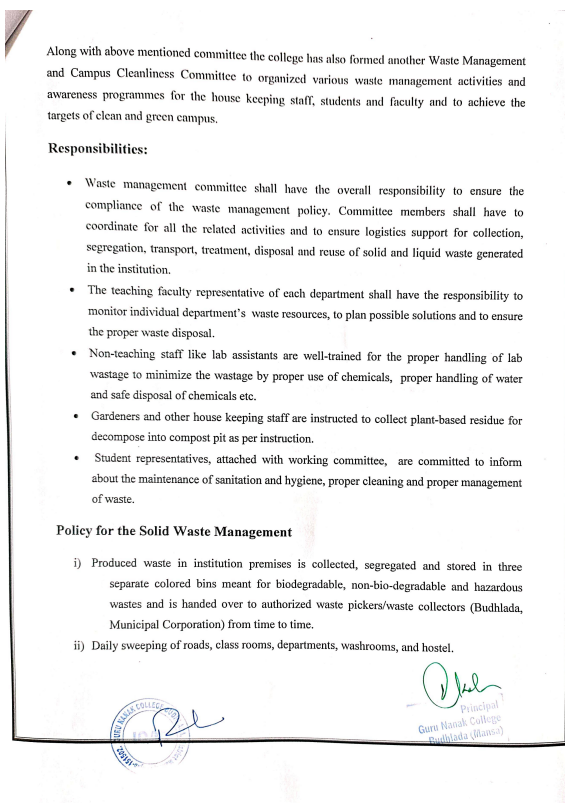 Along with above mentioned committee the college has also formed another Waste Management
and Campus Cleanliness Committee to organized various waste management activities and
awareness programmes for the house keeping staff, students and faculty and to achieve the
targets of clean and green campus.
Responsibilities:
• Waste management committee shall have the overall responsibility to ensure the
compliance of the waste management policy. Committee members shall have to
coordinate for all the related activities and to ensure logistics support for collection,
segregation, transport, treatment, disposal and reuse of solid and liquid waste generated
in the institution.
• The teaching faculty representative of each department shall have the responsibility to
monitor individual department's waste resources, to plan possible solutions and to ensure
the proper waste disposal.
• Non-teaching staff like lab assistants are well-trained for the proper handling of lab
wastage to minimize the wastage by proper use of chemicals, proper handling of water
and safe disposal of chemicals etc.
• Gardeners and other house keeping staff are instructed to collect plant-based residue for
decompose into compost pit as per instruction.
• Student representatives, attached with working committee, are committed to inform
about the maintenance of sanitation and hygiene, proper cleaning and proper management
of waste.
Policy for the Solid Waste Management
i) Produced waste in institution premises is collected, segregated and stored in three
separate colored bins meant for biodegradable, non-bio-degradable and hazardous
wastes and is handed over to authorized waste pickers/waste collectors (Budhlada,
Municipal Corporation) from time to time.
ii) Daily sweeping of roads, class rooms, departments, washrooms, and hostel.
Principal
Guru Nanak College
Budhlada (Mansa)
GURU NANAK COLLEGE